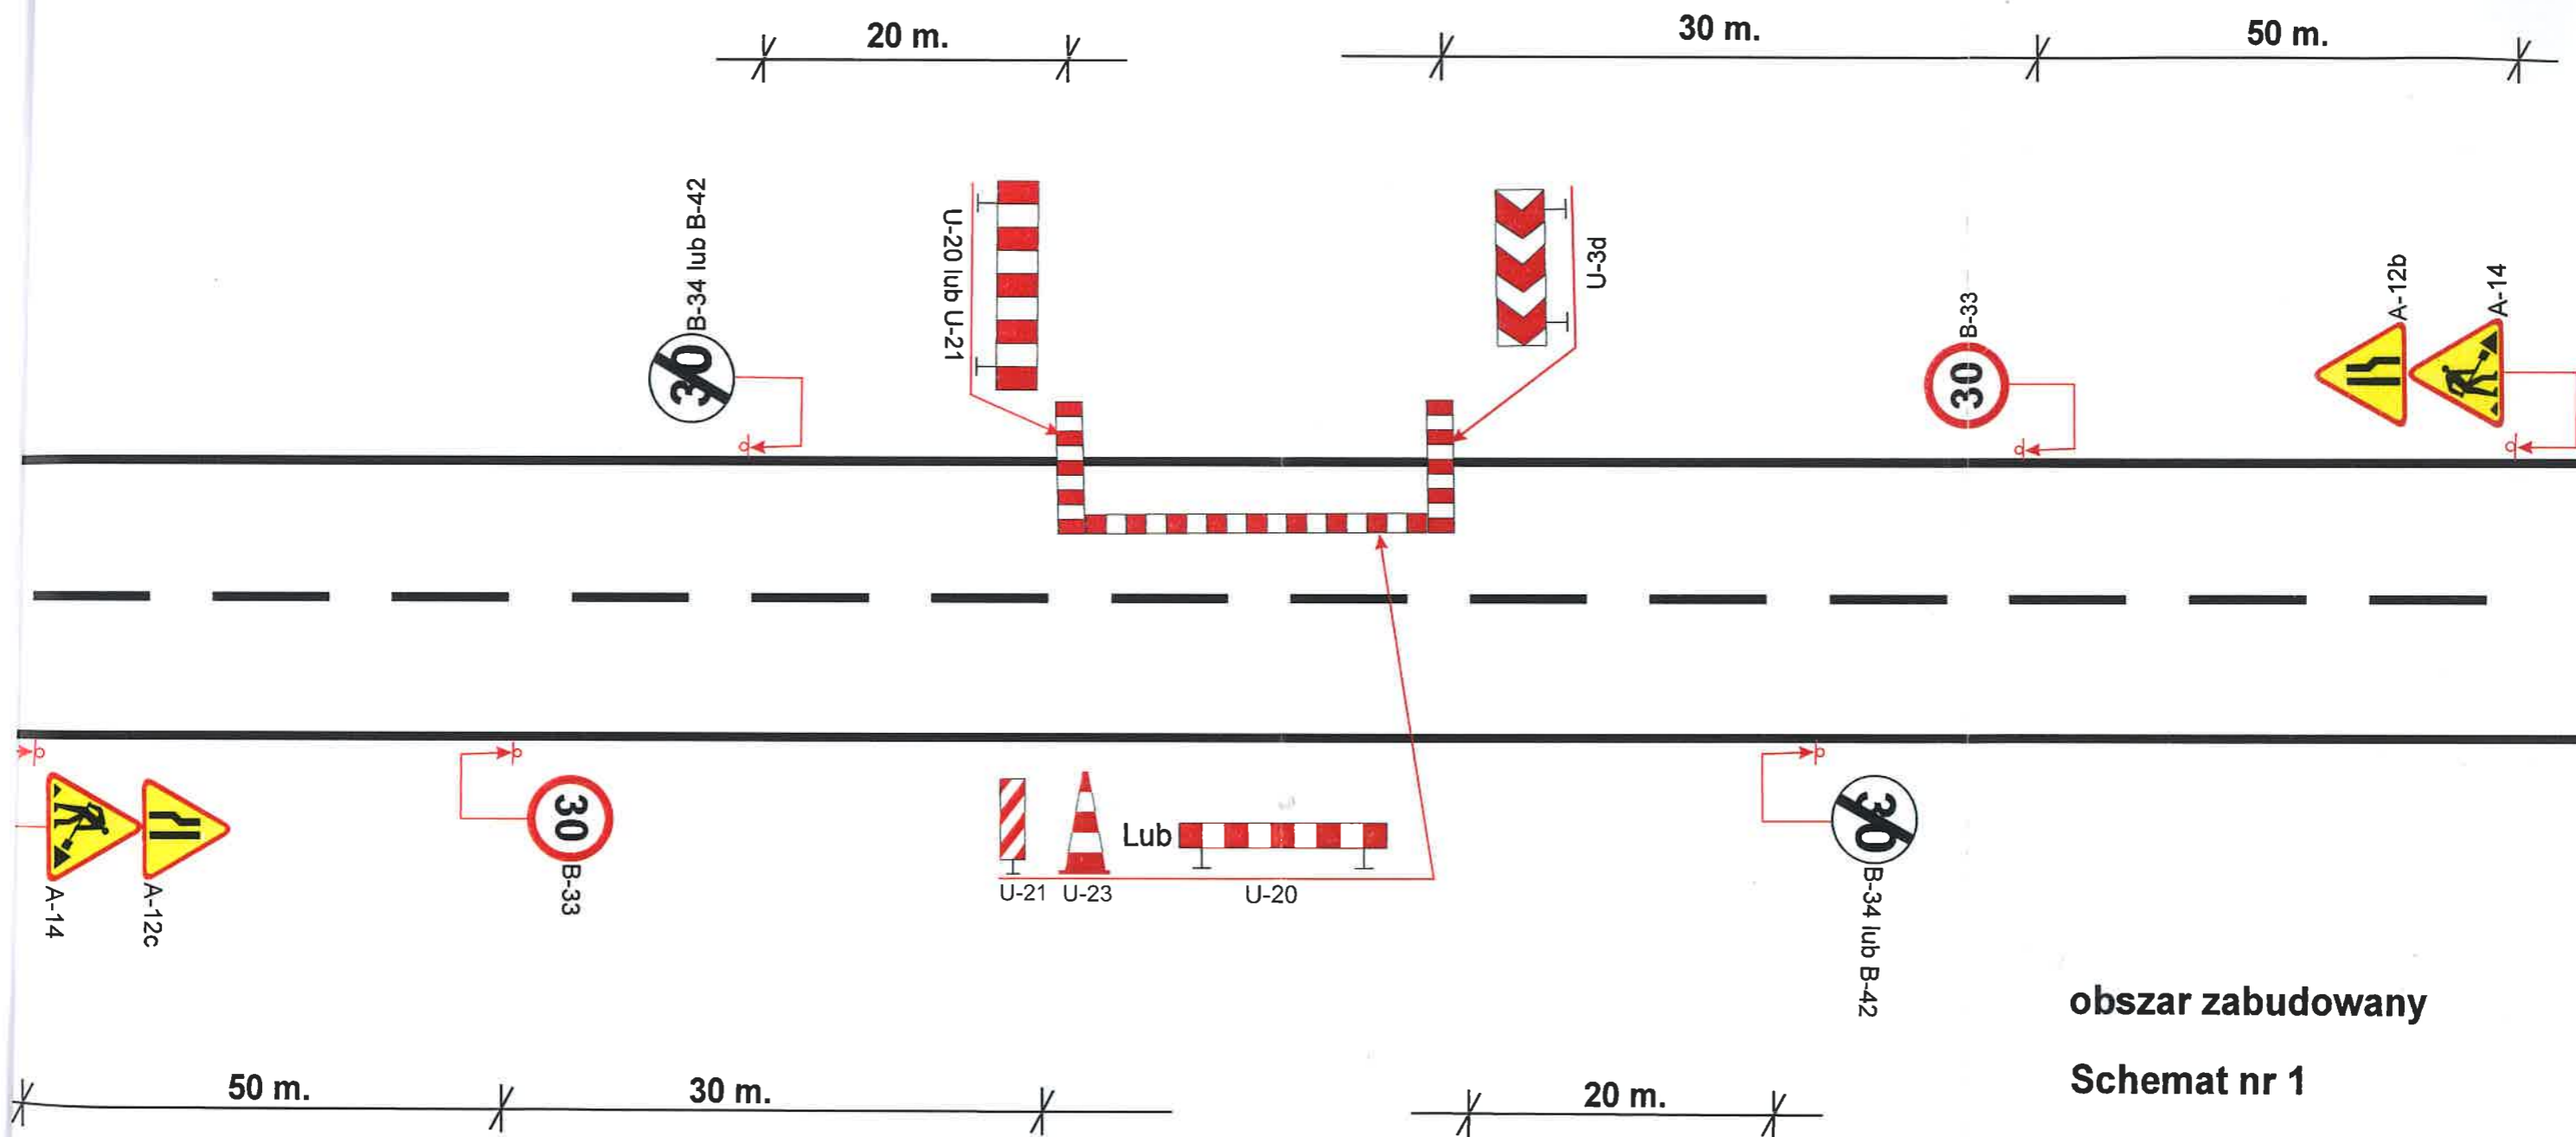 20 m.
30 m.
50 m.
B-34 lub B-42
30
U-20 lub U-21
U-3d
B-33
30
A-12b
A-14
A-14
A-12c
30
B-33
U-21
U-23
Lub
U-20
30
B-34 lub B-42
obszar zabudowany
Schemat nr 1
50 m.
30 m.
20 m.